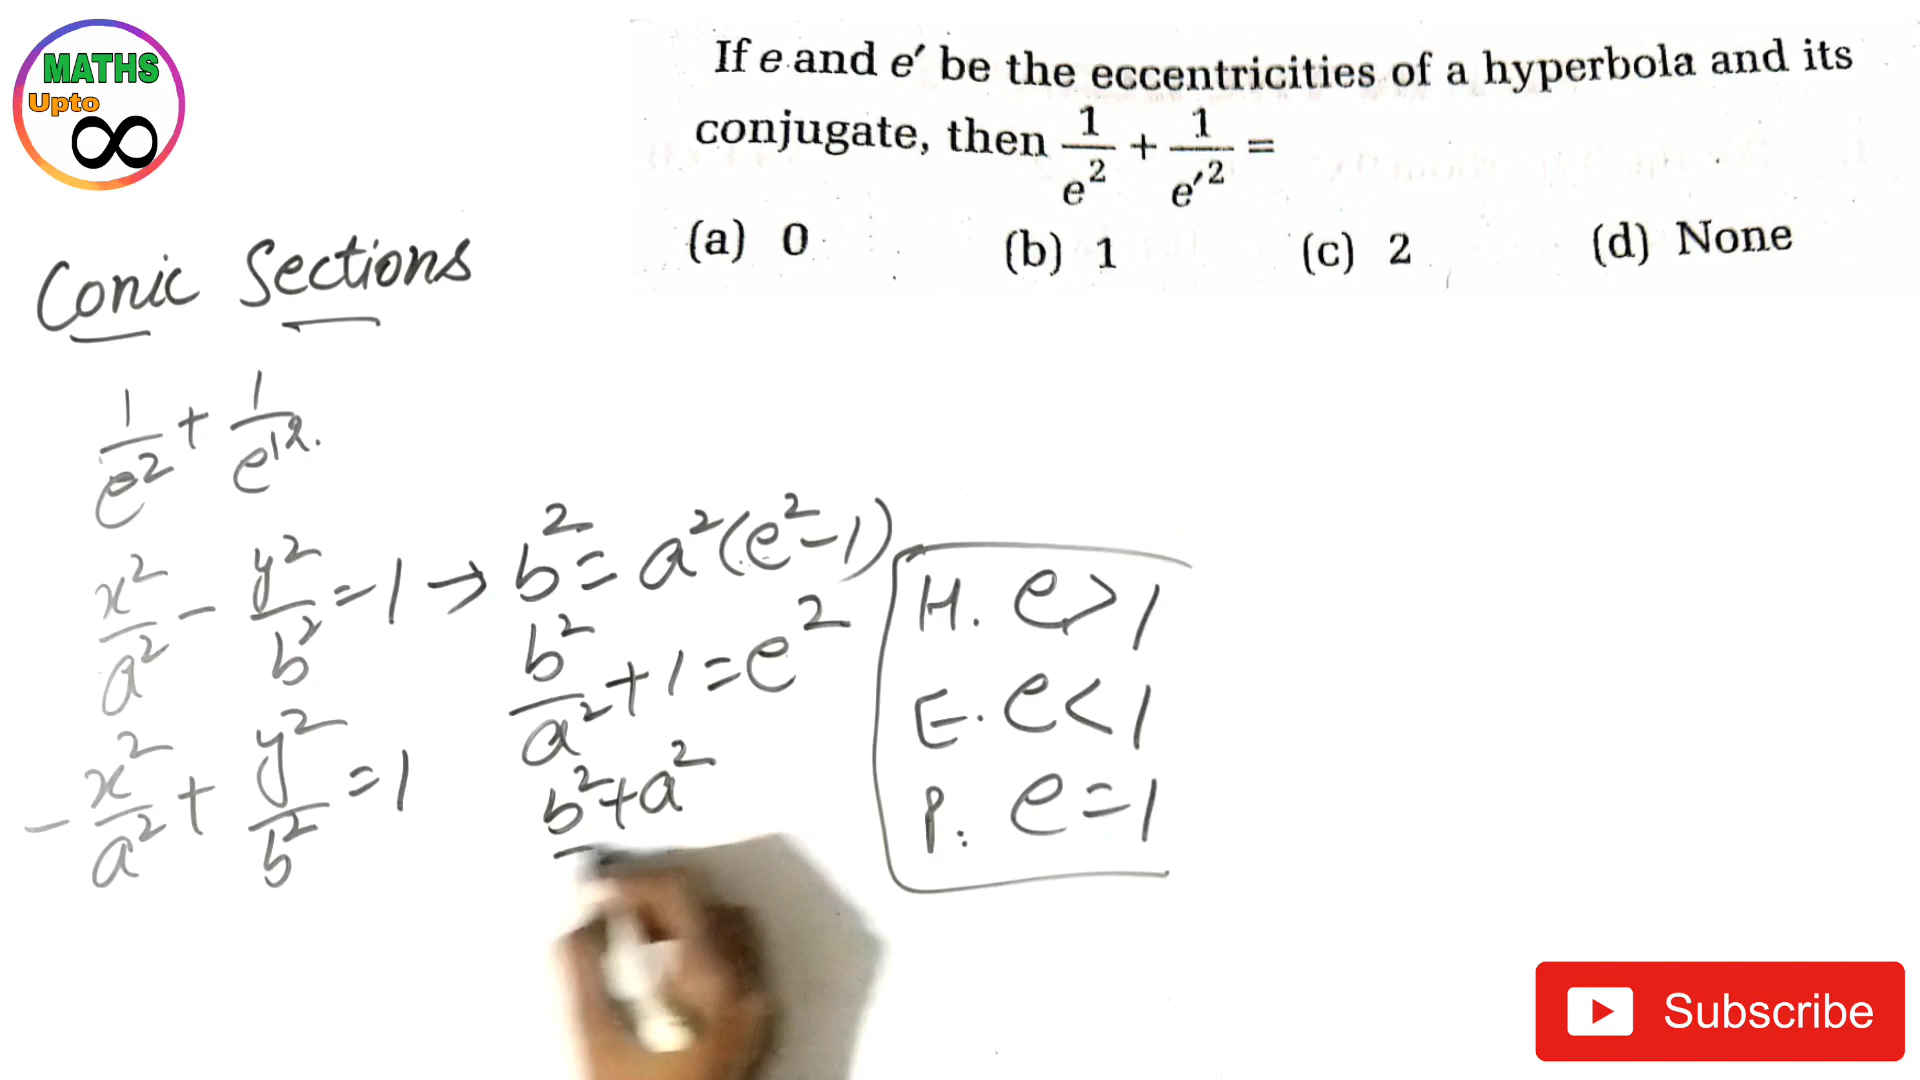 MATHS
Upto
∞
If e and e′ be the eccentricities of a hyperbola and its
conjugate, then 1/e² + 1/e′² =
(a) 0 (b) 1 (c) 2 (d) None
Conic Sections
1/e² + 1/e'².
x²/a² - y²/b² = 1 → b² = a²(e²-1)
b²/a² + 1 = e²
-x²/a² + y²/b² = 1
b²+a²
H. e > 1
E. e < 1
P. e = 1
Subscribe